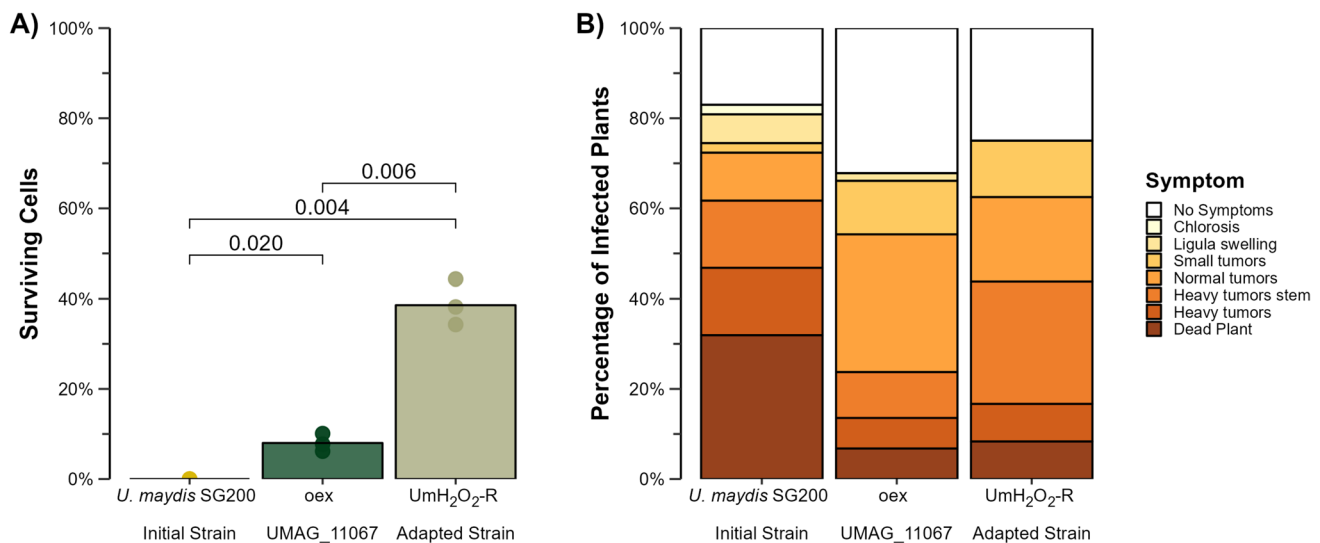 A)
Surviving Cells
100%
80%
60%
40%
20%
0%
0.006
0.004
0.020
U. maydis SG200
oex
UmH₂O₂-R
Initial Strain
UMAG_11067
Adapted Strain
B)
Percentage of Infected Plants
100%
80%
60%
40%
20%
0%
U. maydis SG200
oex
UmH₂O₂-R
Initial Strain
UMAG_11067
Adapted Strain
Symptom
No Symptoms
Chlorosis
Ligula swelling
Small tumors
Normal tumors
Heavy tumors stem
Heavy tumors
Dead Plant